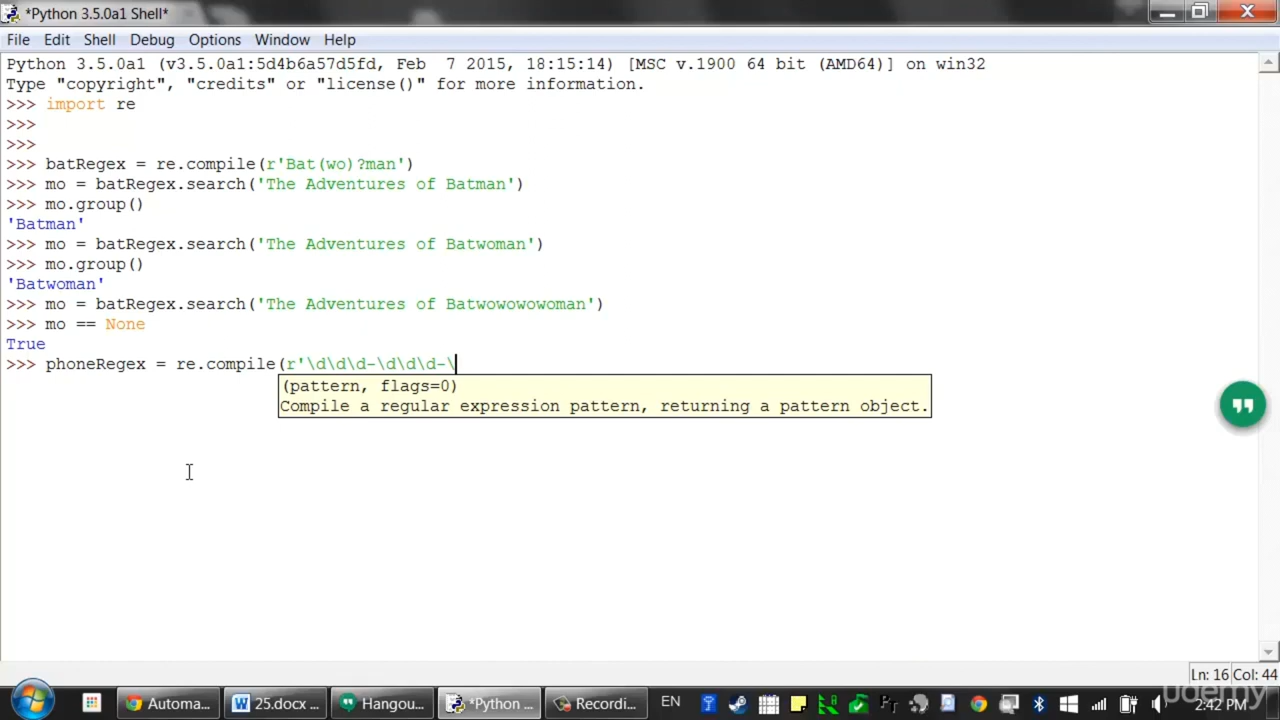 *Python 3.5.0a1 Shell*
File Edit Shell Debug Options Window Help
Python 3.5.0a1 (v3.5.0a1:5d4b6a57d5fd, Feb  7 2015, 18:15:14) [MSC v.1900 64 bit (AMD64)] on win32
Type "copyright", "credits" or "license()" for more information.
>>> import re
>>>
>>>
>>> batRegex = re.compile(r'Bat(wo)?man')
>>> mo = batRegex.search('The Adventures of Batman')
>>> mo.group()
'Batman'
>>> mo = batRegex.search('The Adventures of Batwoman')
>>> mo.group()
'Batwoman'
>>> mo = batRegex.search('The Adventures of Batwowowowoman')
>>> mo == None
True
>>> phoneRegex = re.compile(r'\d\d\d-\d\d\d-\
(pattern, flags=0)
Compile a regular expression pattern, returning a pattern object.
Ln: 16 Col: 44
Automa... 25.docx ... Hangou... *Python ... Recordi... EN 2:42 PM
udemy